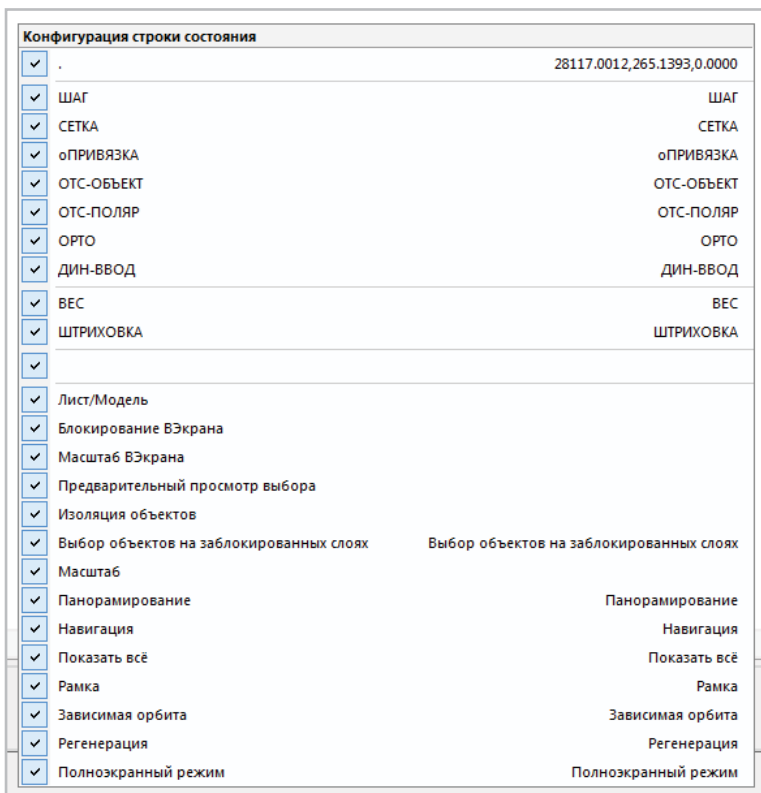 Конфигурация строки состояния
. 28117.0012,265.1393,0.0000
ШАГ ШАГ
СЕТКА СЕТКА
оПРИВЯЗКА оПРИВЯЗКА
ОТС-ОБЪЕКТ ОТС-ОБЪЕКТ
ОТС-ПОЛЯР ОТС-ПОЛЯР
ОРТО ОРТО
ДИН-ВВОД ДИН-ВВОД
ВЕС ВЕС
ШТРИХОВКА ШТРИХОВКА
Лист/Модель
Блокирование ВЭкрана
Масштаб ВЭкрана
Предварительный просмотр выбора
Изоляция объектов
Выбор объектов на заблокированных слоях Выбор объектов на заблокированных слоях
Масштаб
Панорамирование Панорамирование
Навигация Навигация
Показать всё Показать всё
Рамка Рамка
Зависимая орбита Зависимая орбита
Регенерация Регенерация
Полноэкранный режим Полноэкранный режим